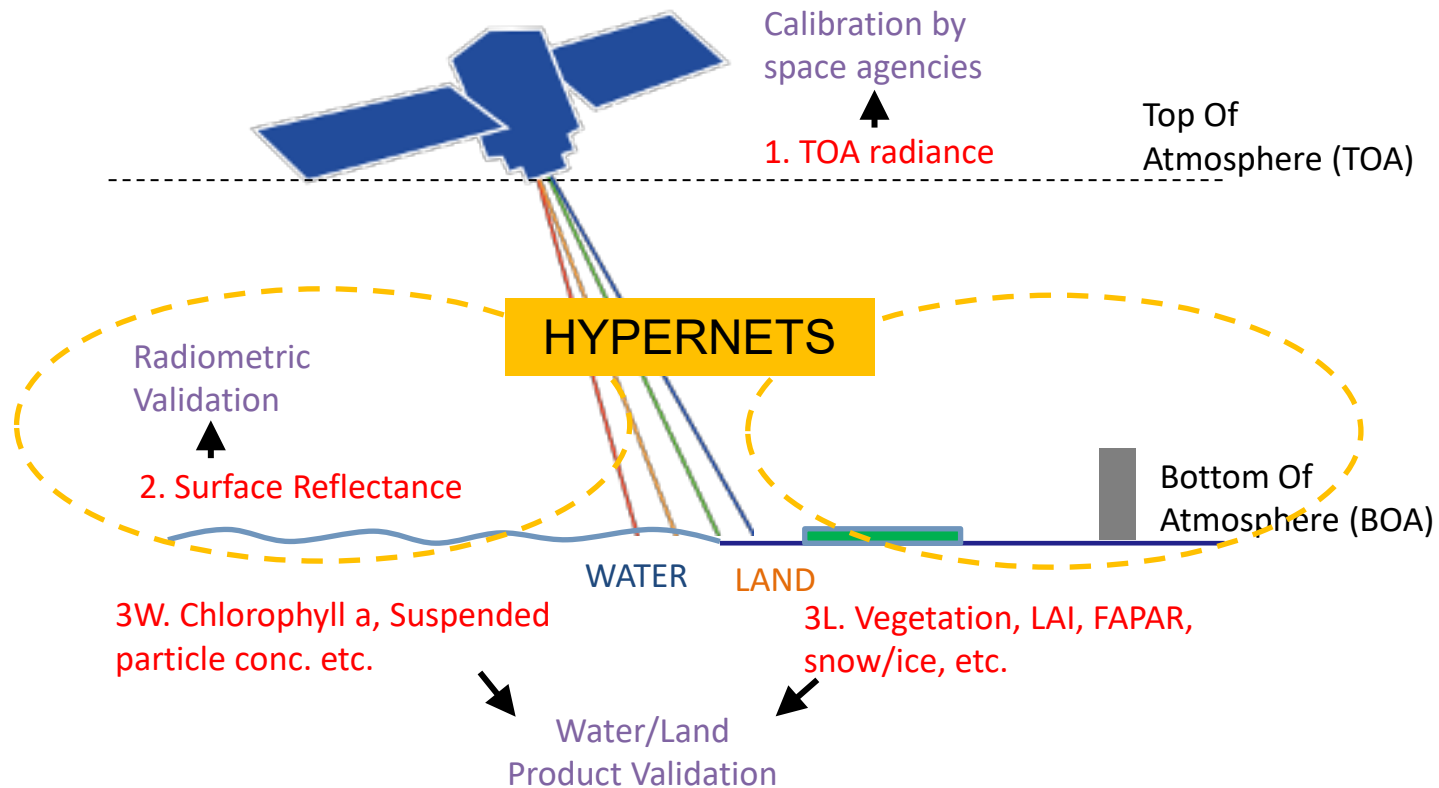 Calibration by
space agencies
1. TOA radiance
Top Of
Atmosphere (TOA)
HYPERNETS
Radiometric
Validation
2. Surface Reflectance
Bottom Of
Atmosphere (BOA)
WATER
LAND
3W. Chlorophyll a, Suspended
particle conc. etc.
3L. Vegetation, LAI, FAPAR,
snow/ice, etc.
Water/Land
Product Validation